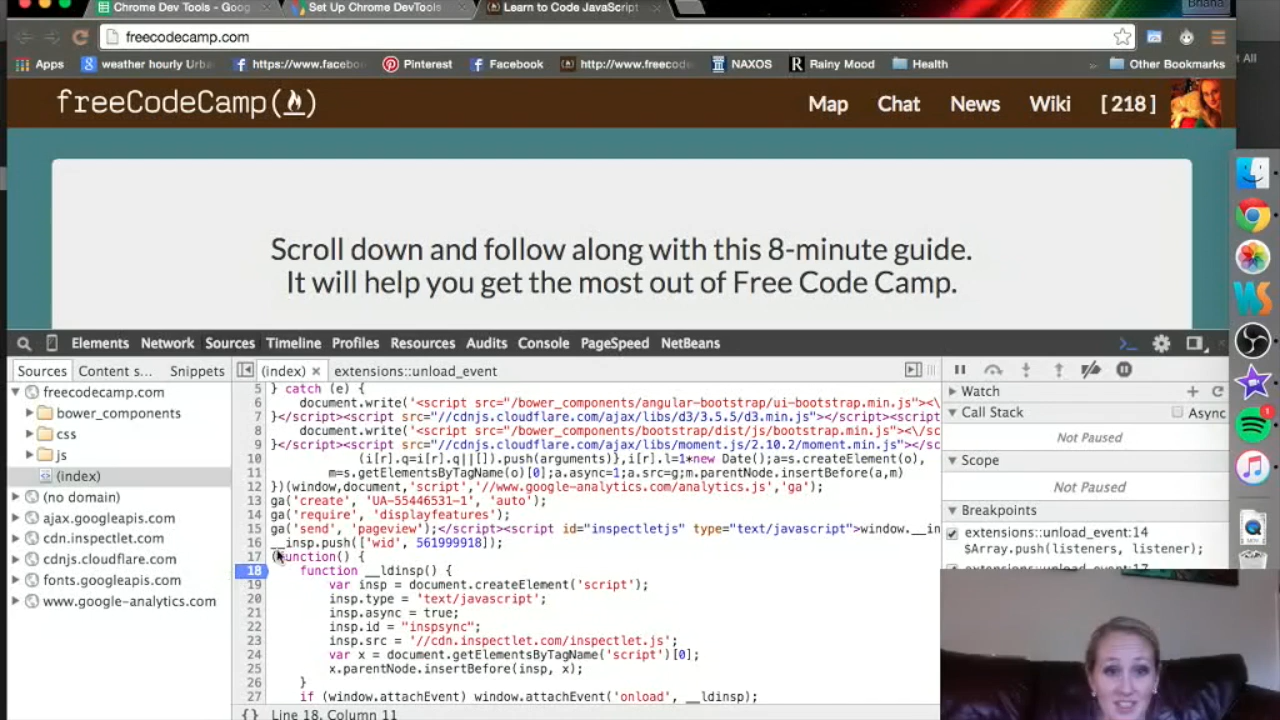 Chrome Dev Tools - Goog
Set Up Chrome DevTools
Learn to Code JavaScript
Briana
freecodecamp.com
Apps
weather hourly Urb
https://www.facebo
Pinterest
Facebook
http://www.freecod
NAXOS
Rainy Mood
Health
»
Other Bookmarks
t All
freeCodeCamp(🔥)
Map
Chat
News
Wiki
[ 218 ]
Scroll down and follow along with this 8-minute guide.
It will help you get the most out of Free Code Camp.
Elements Network Sources Timeline Profiles Resources Audits Console PageSpeed NetBeans
Sources Content s... Snippets
(index) ×
extensions::unload_event
freecodecamp.com
bower_components
css
js
(index)
(no domain)
ajax.googleapis.com
cdn.inspectlet.com
cdnjs.cloudflare.com
fonts.googleapis.com
www.google-analytics.com
5 } catch (e) {
6 document.write('<script src="/bower_components/angular-bootstrap/ui-bootstrap.min.js"><\
7 }</script><script src="//cdnjs.cloudflare.com/ajax/libs/d3/3.5.5/d3.min.js"></script><script
8 document.write('<script src="/bower_components/bootstrap/dist/js/bootstrap.min.js"><\/sc
9 }</script><script src="//cdnjs.cloudflare.com/ajax/libs/moment.js/2.10.2/moment.min.js"></sc
10 (i[r].q=i[r].q||[]).push(arguments)},i[r].l=1*new Date();a=s.createElement(o),
11 m=s.getElementsByTagName(o)[0];a.async=1;a.src=g;m.parentNode.insertBefore(a,m)
12 })(window,document,'script','//www.google-analytics.com/analytics.js','ga');
13 ga('create', 'UA-55446531-1', 'auto');
14 ga('require', 'displayfeatures');
15 ga('send', 'pageview');</script><script id="inspectletjs" type="text/javascript">window.__in
16 __insp.push(['wid', 561999918]);
17 (function() {
18 function __ldinsp() {
19 var insp = document.createElement('script');
20 insp.type = 'text/javascript';
21 insp.async = true;
22 insp.id = "inspsync";
23 insp.src = '//cdn.inspectlet.com/inspectlet.js';
24 var x = document.getElementsByTagName('script')[0];
25 x.parentNode.insertBefore(insp, x);
26 }
27 if (window.attachEvent) window.attachEvent('onload', __ldinsp);
{} Line 18, Column 11
Watch
Call Stack
Async
Not Paused
Scope
Not Paused
Breakpoints
extensions::unload_event:14
$Array.push(listeners, listener);
extensions::unload_event:17
WS
1